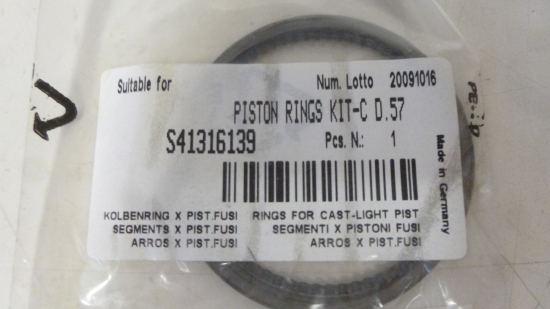 Suitable for
Num. Lotto 20091016
PISTON RINGS KIT-C D.57
S41316139
Pcs. N.: 1
KOLBENRING X PIST.FUSI RINGS FOR CAST-LIGHT PIST
SEGMENTS X PIST.FUSI SEGMENTI X PISTONI FUSI
ARROS X PIST.FUSI ARROS X PIST.FUSI
Made in Germany